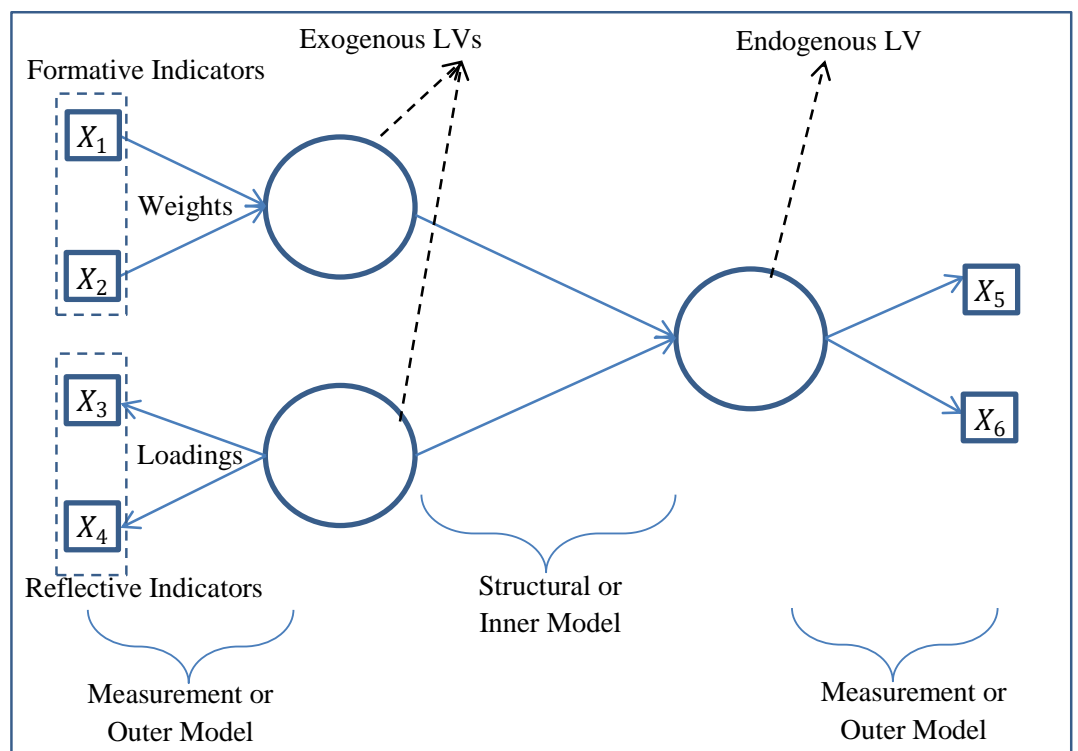 Exogenous LVs
Endogenous LV
Formative Indicators
X₁
Weights
X₂
X₅
X₃
Loadings
X₆
X₄
Reflective Indicators
Structural or
Inner Model
Measurement or
Outer Model
Measurement or
Outer Model